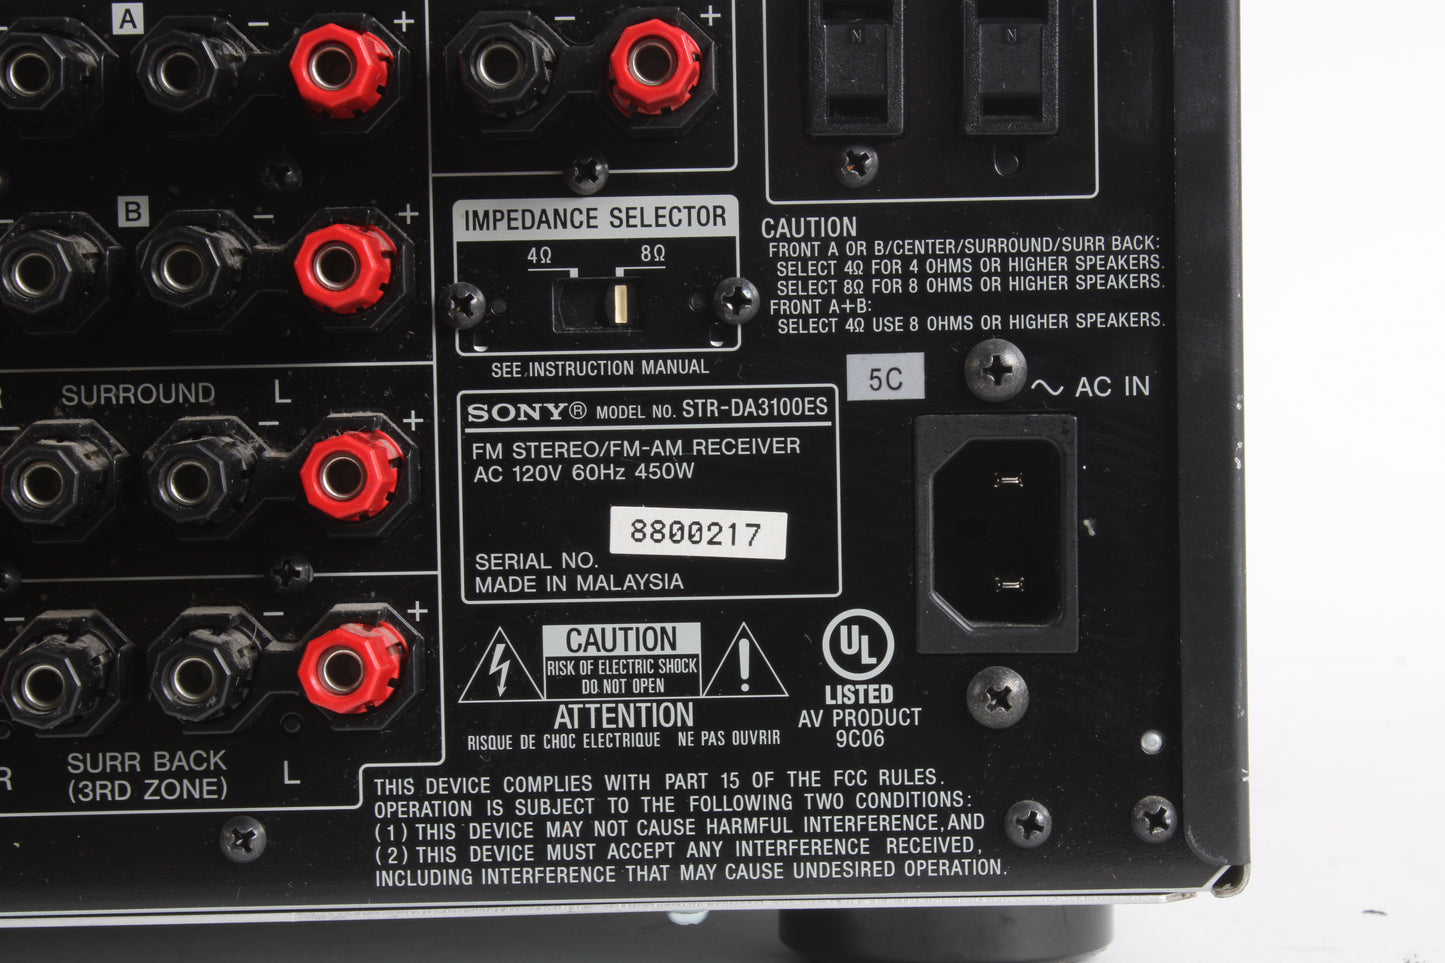 A
− +
− +
N N
B
− − +
IMPEDANCE SELECTOR
4Ω 8Ω
SEE INSTRUCTION MANUAL
CAUTION
FRONT A OR B/CENTER/SURROUND/SURR BACK:
SELECT 4Ω FOR 4 OHMS OR HIGHER SPEAKERS.
SELECT 8Ω FOR 8 OHMS OR HIGHER SPEAKERS.
FRONT A+B:
SELECT 4Ω USE 8 OHMS OR HIGHER SPEAKERS.
5C
∼ AC IN
R SURROUND L
− − +
SONY® MODEL NO. STR-DA3100ES
FM STEREO/FM-AM RECEIVER
AC 120V 60Hz 450W
8800217
SERIAL NO.
MADE IN MALAYSIA
− − +
R SURR BACK L
(3RD ZONE)
CAUTION
RISK OF ELECTRIC SHOCK
DO NOT OPEN
!
ATTENTION
RISQUE DE CHOC ELECTRIQUE NE PAS OUVRIR
UL
LISTED
AV PRODUCT
9C06
THIS DEVICE COMPLIES WITH PART 15 OF THE FCC RULES.
OPERATION IS SUBJECT TO THE FOLLOWING TWO CONDITIONS:
(1) THIS DEVICE MAY NOT CAUSE HARMFUL INTERFERENCE, AND
(2) THIS DEVICE MUST ACCEPT ANY INTERFERENCE RECEIVED,
INCLUDING INTERFERENCE THAT MAY CAUSE UNDESIRED OPERATION.